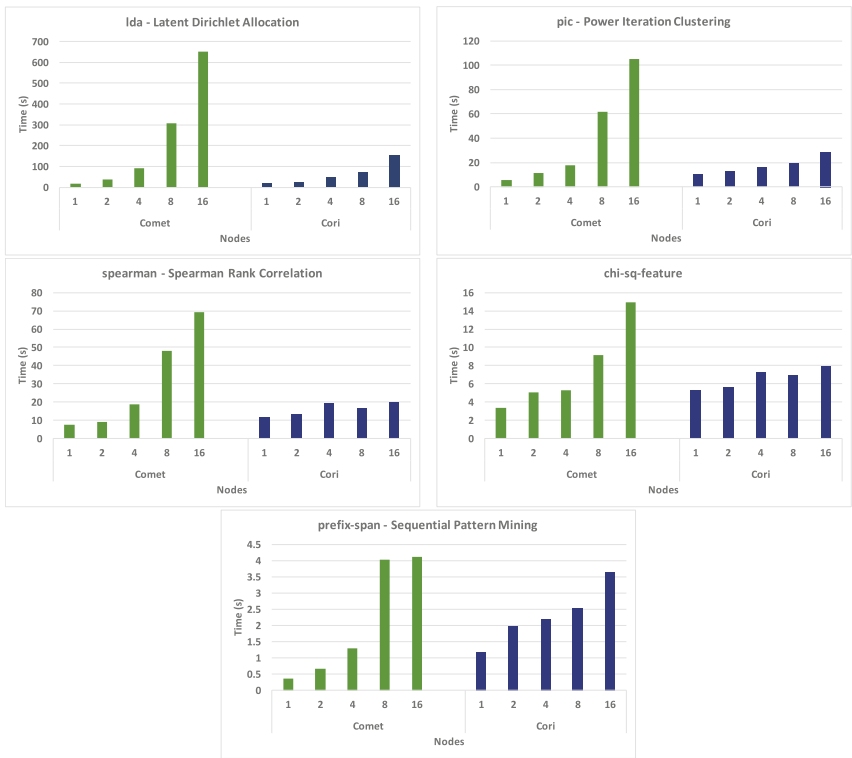 lda - Latent Dirichlet Allocation
700
600
500
400
300
200
100
0
Time (s)
1 2 4 8 16 1 2 4 8 16
Comet Cori
Nodes
pic - Power Iteration Clustering
120
100
80
60
40
20
0
Time (s)
1 2 4 8 16 1 2 4 8 16
Comet Cori
Nodes
spearman - Spearman Rank Correlation
80
70
60
50
40
30
20
10
0
Time (s)
1 2 4 8 16 1 2 4 8 16
Comet Cori
Nodes
chi-sq-feature
16
14
12
10
8
6
4
2
0
Time (s)
1 2 4 8 16 1 2 4 8 16
Comet Cori
Nodes
prefix-span - Sequential Pattern Mining
4.5
4
3.5
3
2.5
2
1.5
1
0.5
0
Time (s)
1 2 4 8 16 1 2 4 8 16
Comet Cori
Nodes